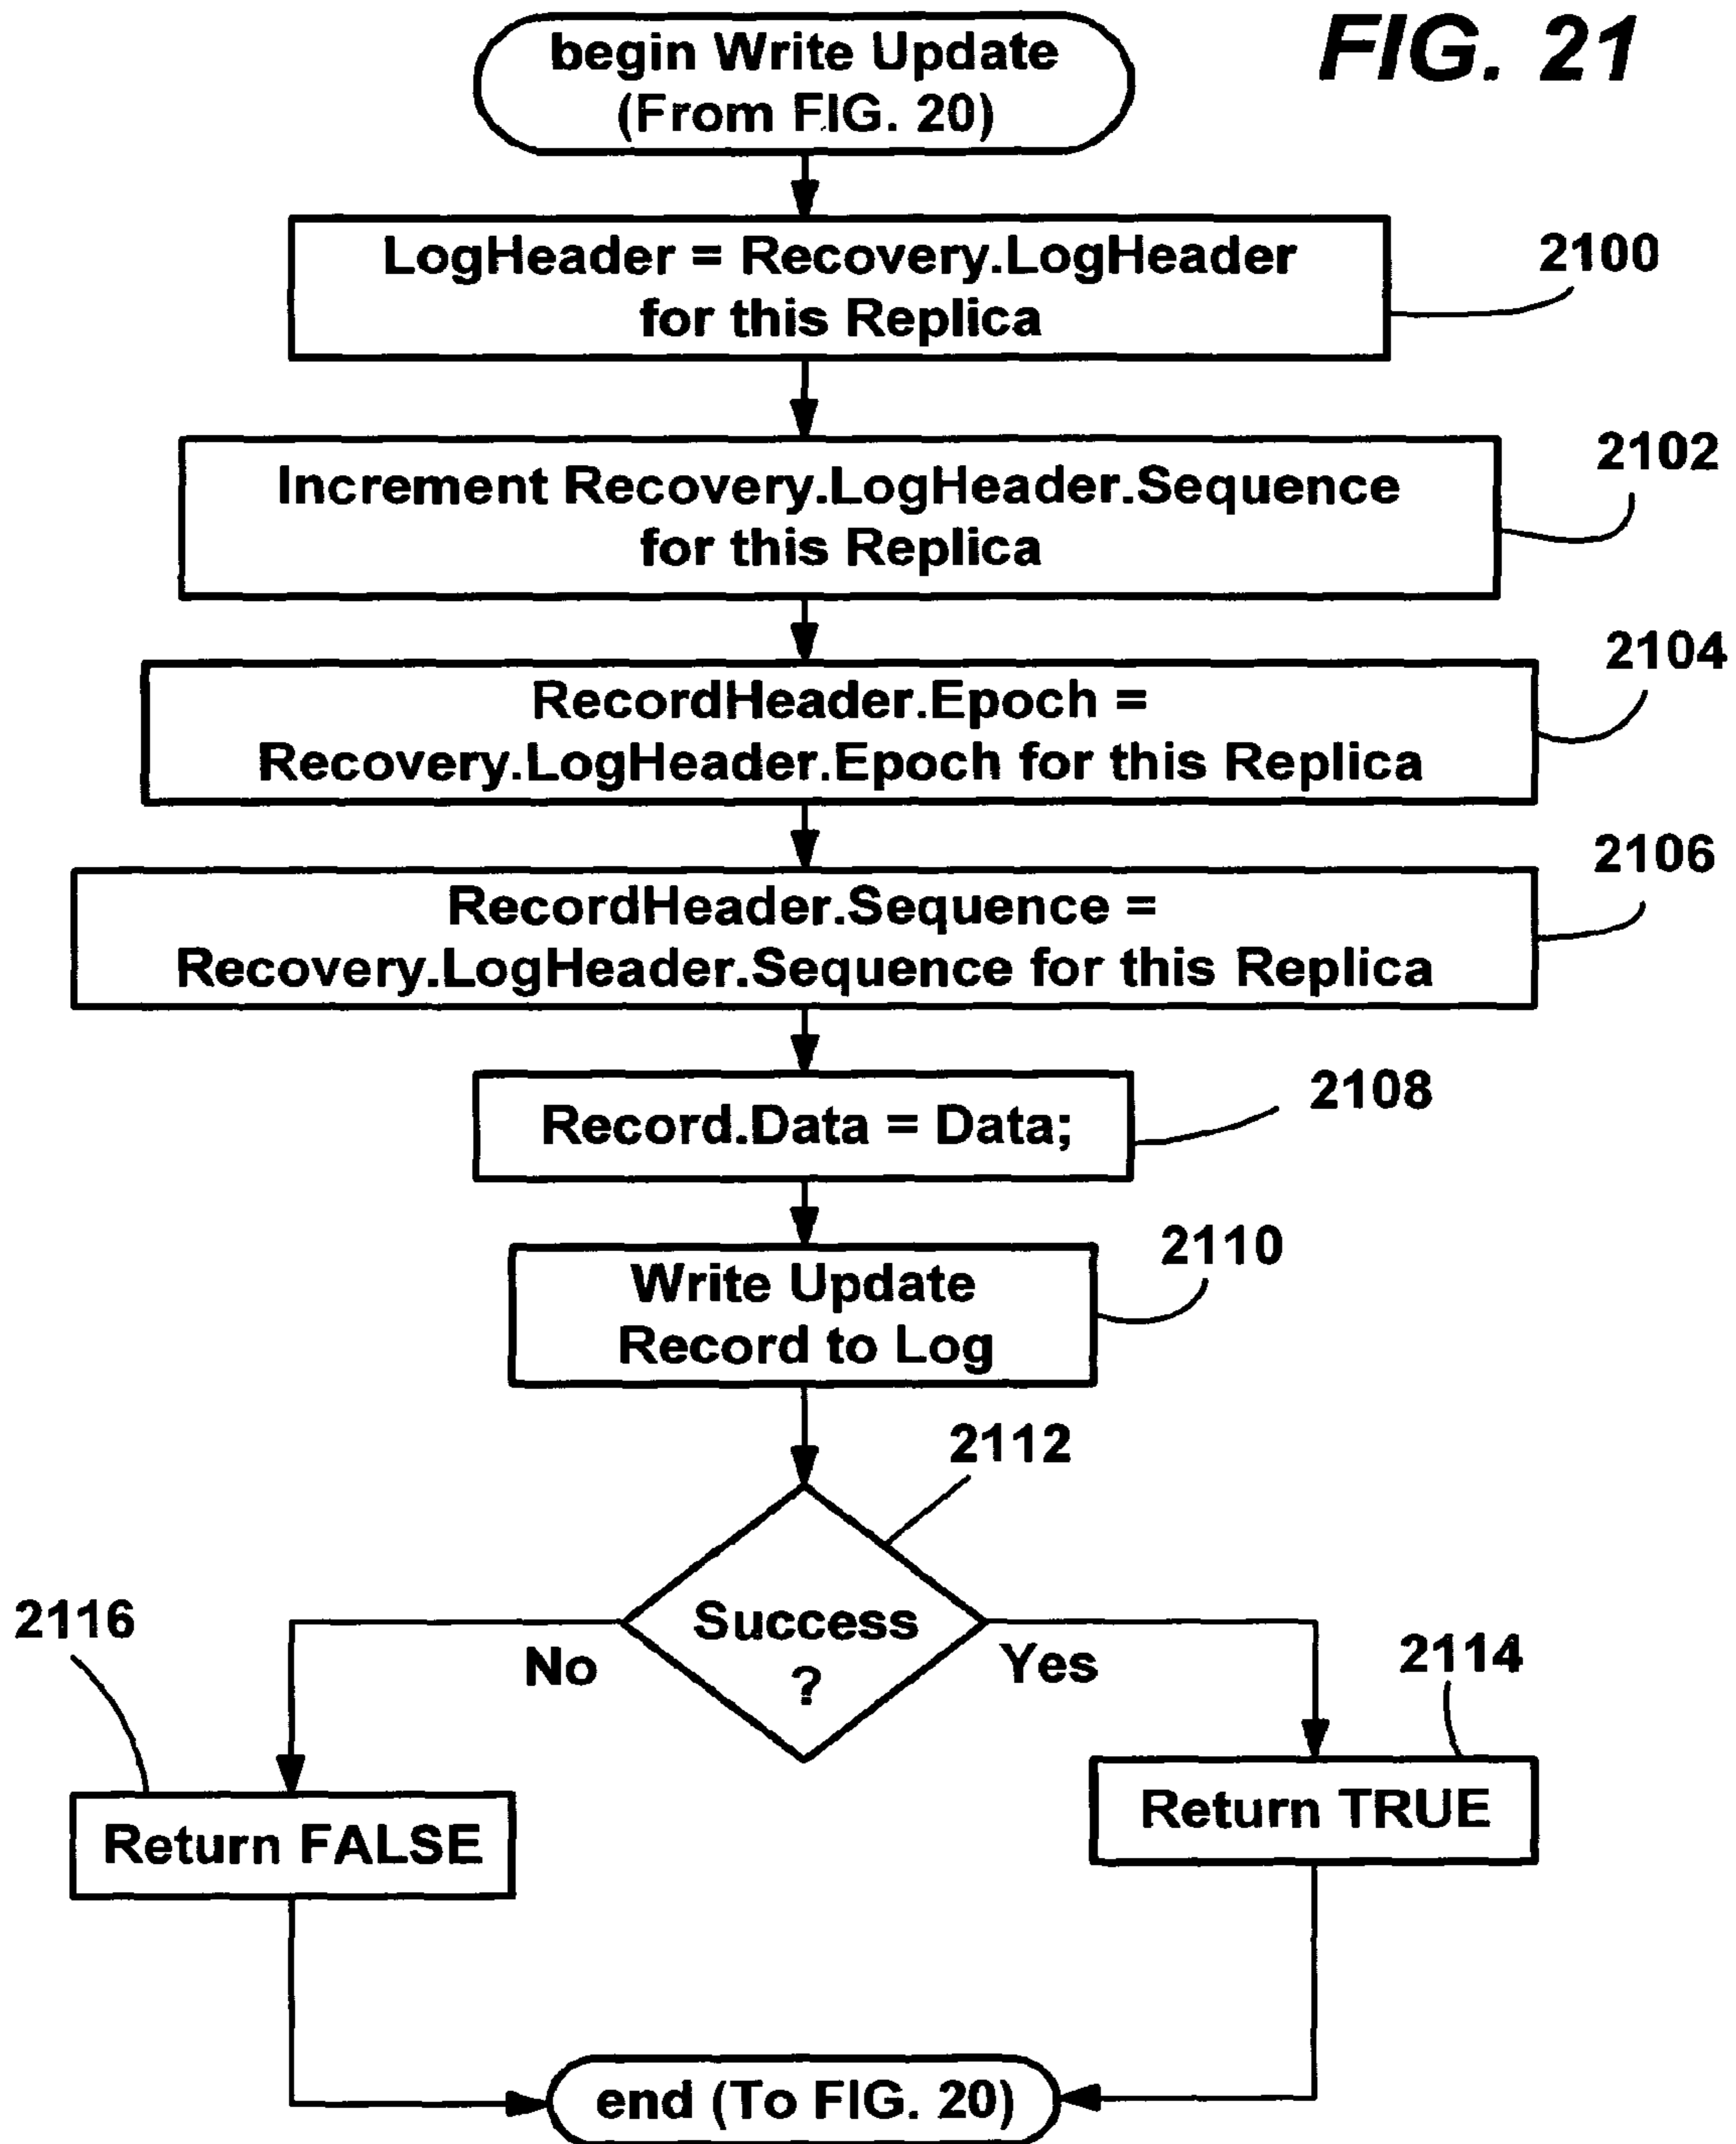 FIG. 21
begin Write Update
(From FIG. 20)
LogHeader = Recovery.LogHeader
for this Replica
2100
Increment Recovery.LogHeader.Sequence
for this Replica
2102
RecordHeader.Epoch =
Recovery.LogHeader.Epoch for this Replica
2104
RecordHeader.Sequence =
Recovery.LogHeader.Sequence for this Replica
2106
Record.Data = Data;
2108
Write Update
Record to Log
2110
2112
Success
?
No
Yes
2116
2114
Return FALSE
Return TRUE
end (To FIG. 20)